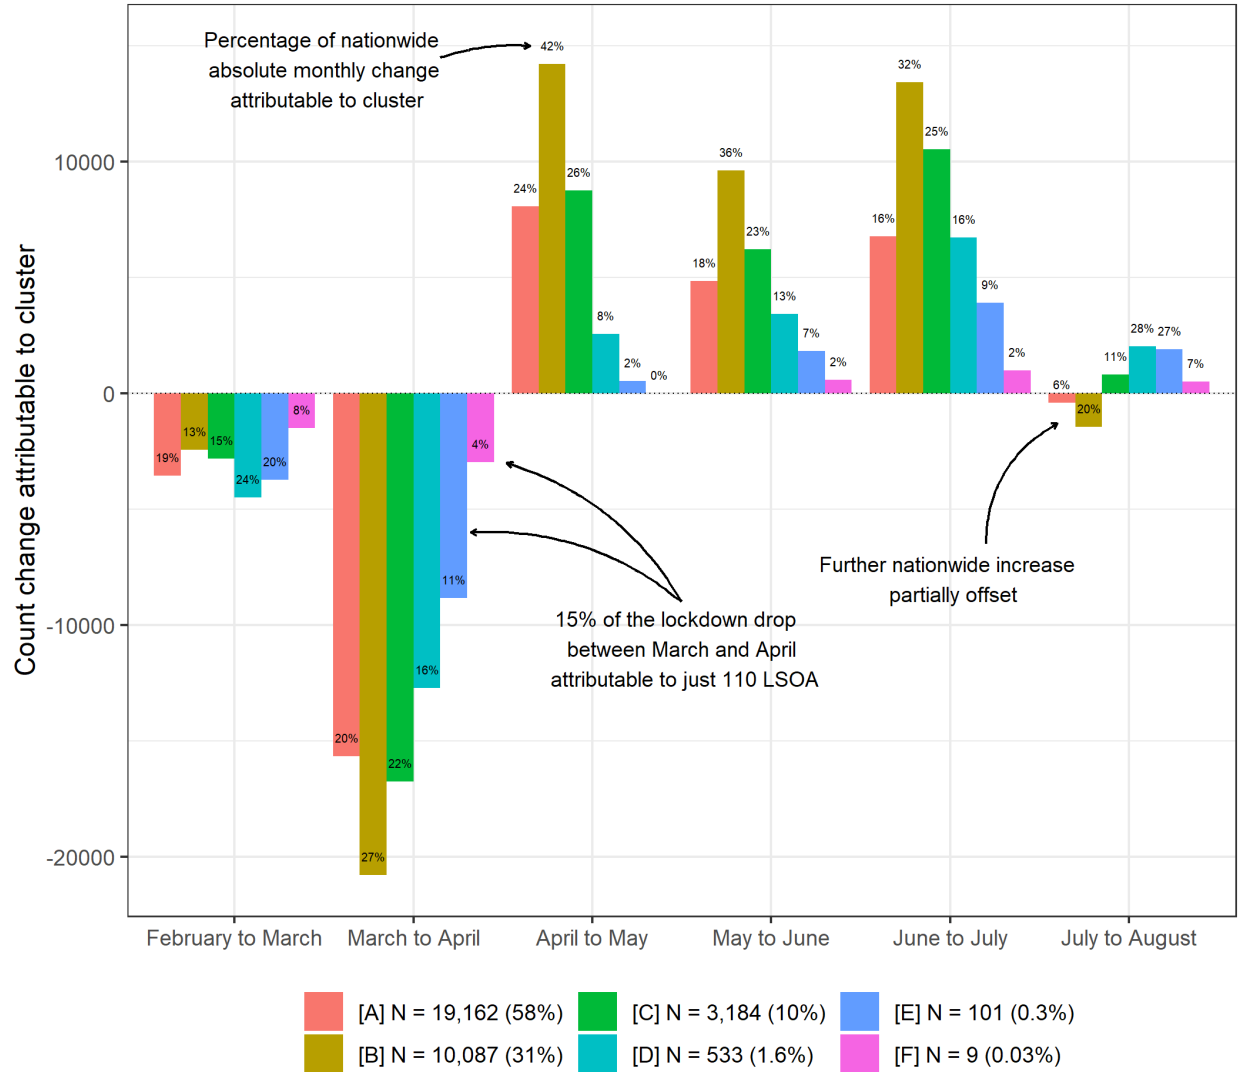 Percentage of nationwide
absolute monthly change
attributable to cluster
42%
32%
25%
26%
24%
36%
23%
18%
16%
16%
13%
9%
8%
7%
2%
2%
2%
0%
28%
27%
11%
7%
6%
20%
10000
0
-10000
-20000
Count change attributable to cluster
19%
13%
15%
24%
20%
8%
20%
27%
22%
16%
11%
4%
15% of the lockdown drop
between March and April
attributable to just 110 LSOA
Further nationwide increase
partially offset
February to March
March to April
April to May
May to June
June to July
July to August
[A] N = 19,162 (58%)
[C] N = 3,184 (10%)
[E] N = 101 (0.3%)
[B] N = 10,087 (31%)
[D] N = 533 (1.6%)
[F] N = 9 (0.03%)